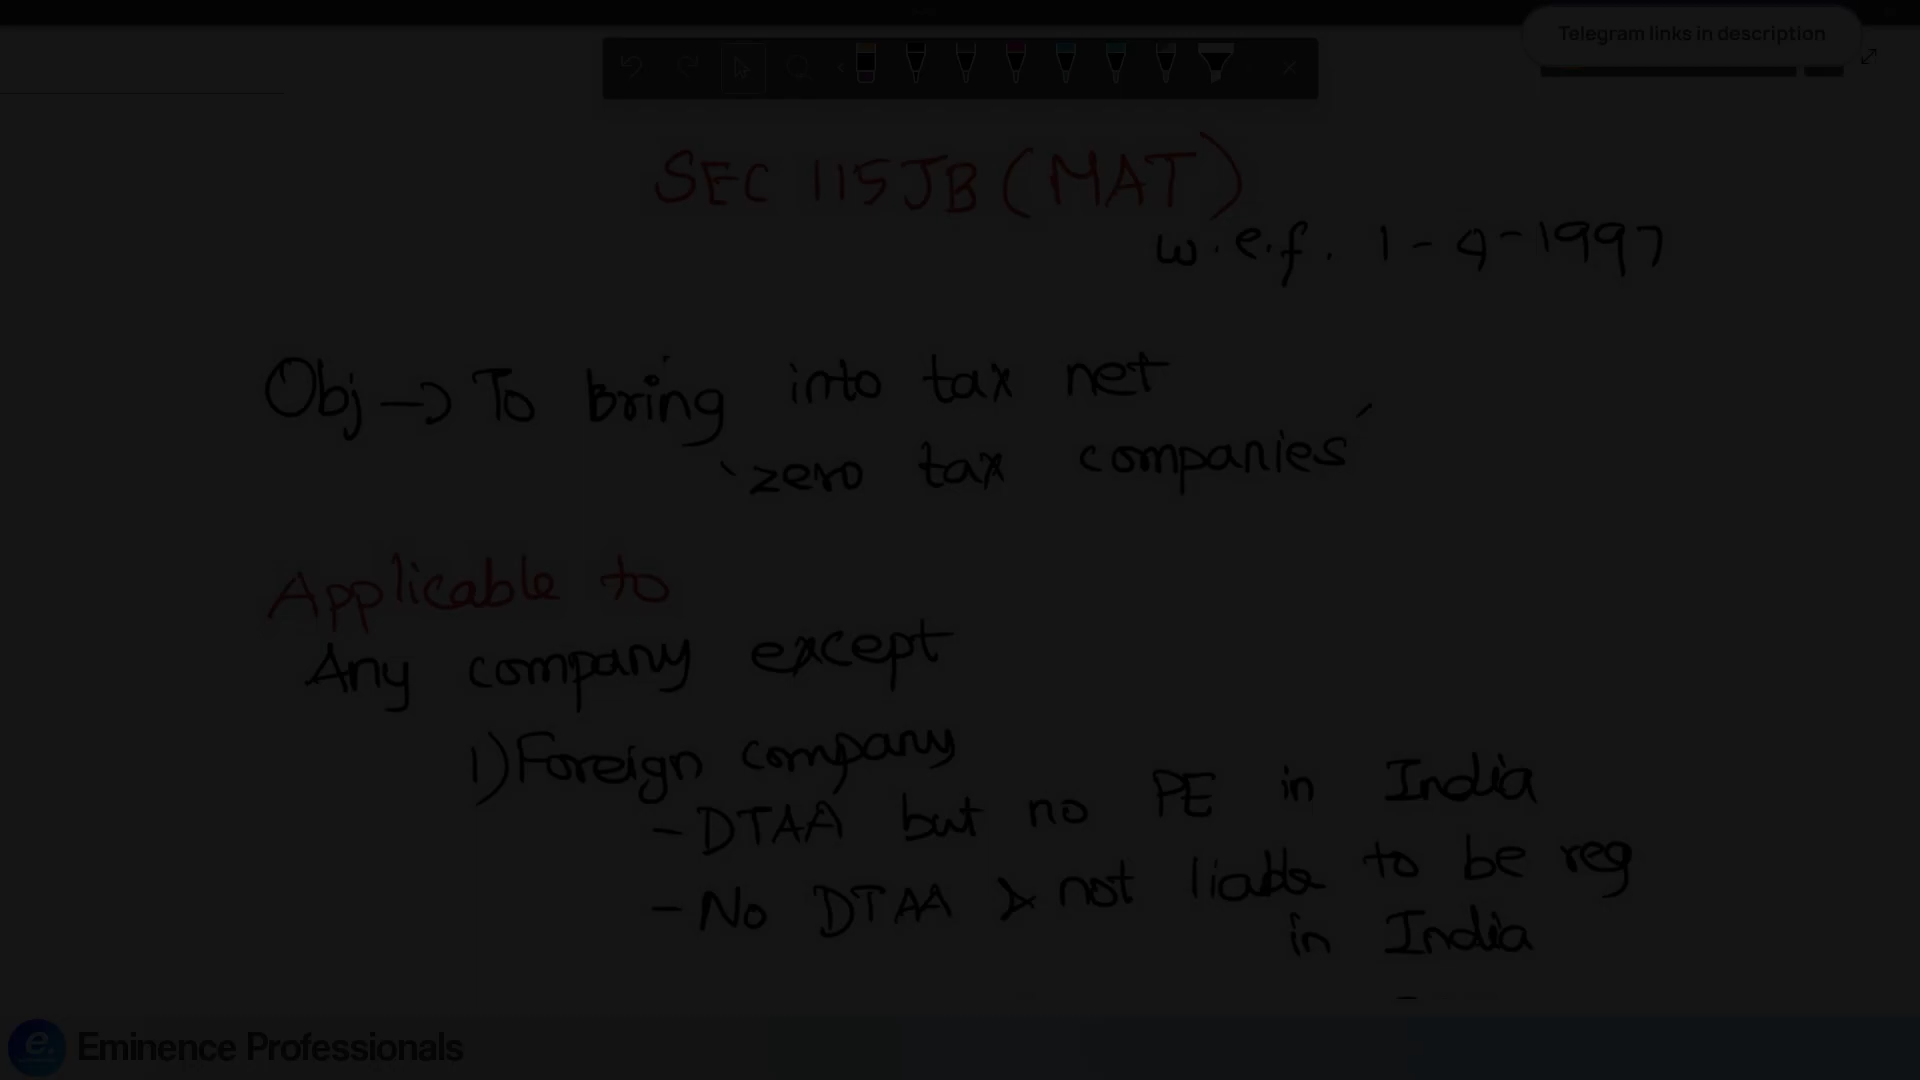 Telegram links in description
SEC 115JB (MAT)
w.e.f. 1-4-1997
Obj → To bring into tax net
'zero tax companies'
Applicable to
Any company except
1) Foreign company
- DTAA but no PE in India
- No DTAA & not liable to be reg
in India
e. Eminence Professionals